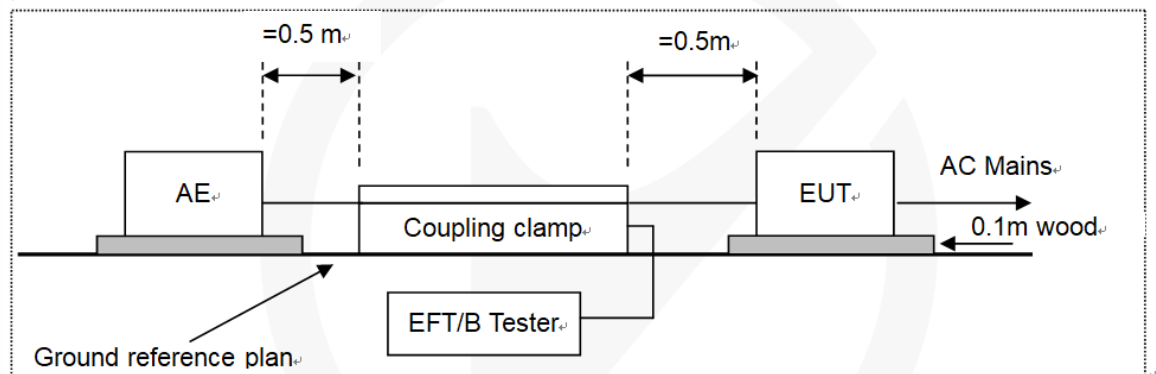 =0.5 m
=0.5m
AE
EUT
AC Mains
Coupling clamp
0.1m wood
EFT/B Tester
Ground reference plan